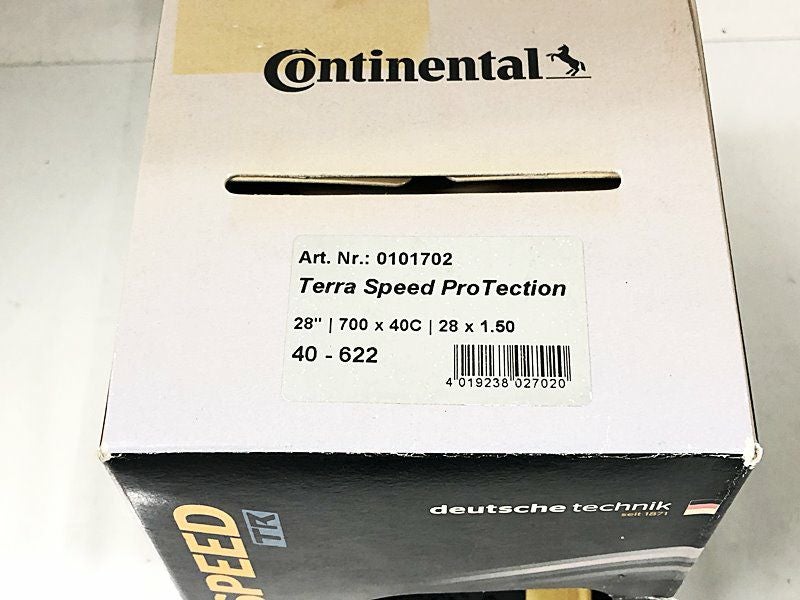 Continental
Art. Nr.: 0101702
Terra Speed ProTection
28" | 700 x 40C | 28 x 1.50
40 - 622
4 019238 027020
deutsche technik
seit 1871
SPEED
TR